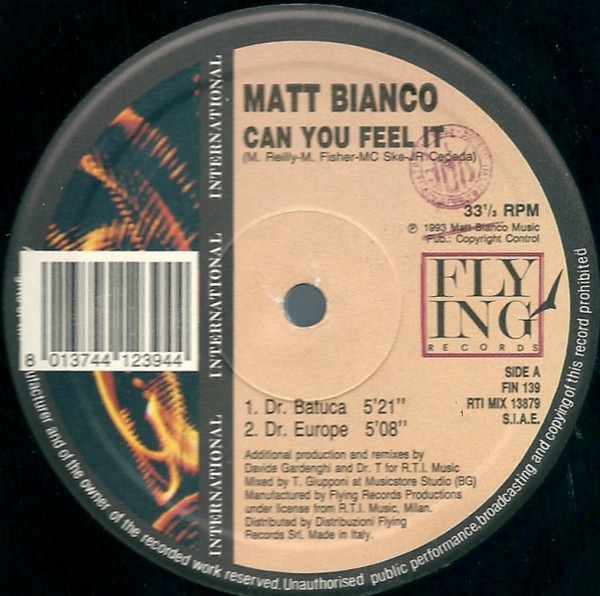 MATT BIANCO
CAN YOU FEEL IT
(M. Reilly-M. Fisher-MC Ske-JR Cepeda)
33 1/3 RPM
℗ 1993 Matt Bianco Music
Pub.: Copyright Control
FLY
ING
RECORDS
SIDE A
FIN 139
RTI MIX 13879
S.I.A.E.
1. Dr. Batuca 5'21"
2. Dr. Europe 5'08"
Additional production and remixes by
Davide Gardenghi and Dr. T for R.T.I. Music
Mixed by T. Giupponi at Musicstore Studio (BG)
Manufactured by Flying Records Productions
under license from R.T.I. Music, Milan.
Distributed by Distribuzioni Flying
Records Srl. Made in Italy.
INTERNATIONAL
INTERNATIONAL
INTERNATIONAL
8 013744 123944
and of the owner of the recorded work reserved. Unauthorised public performance, broadcasting and copying of this record prohibited